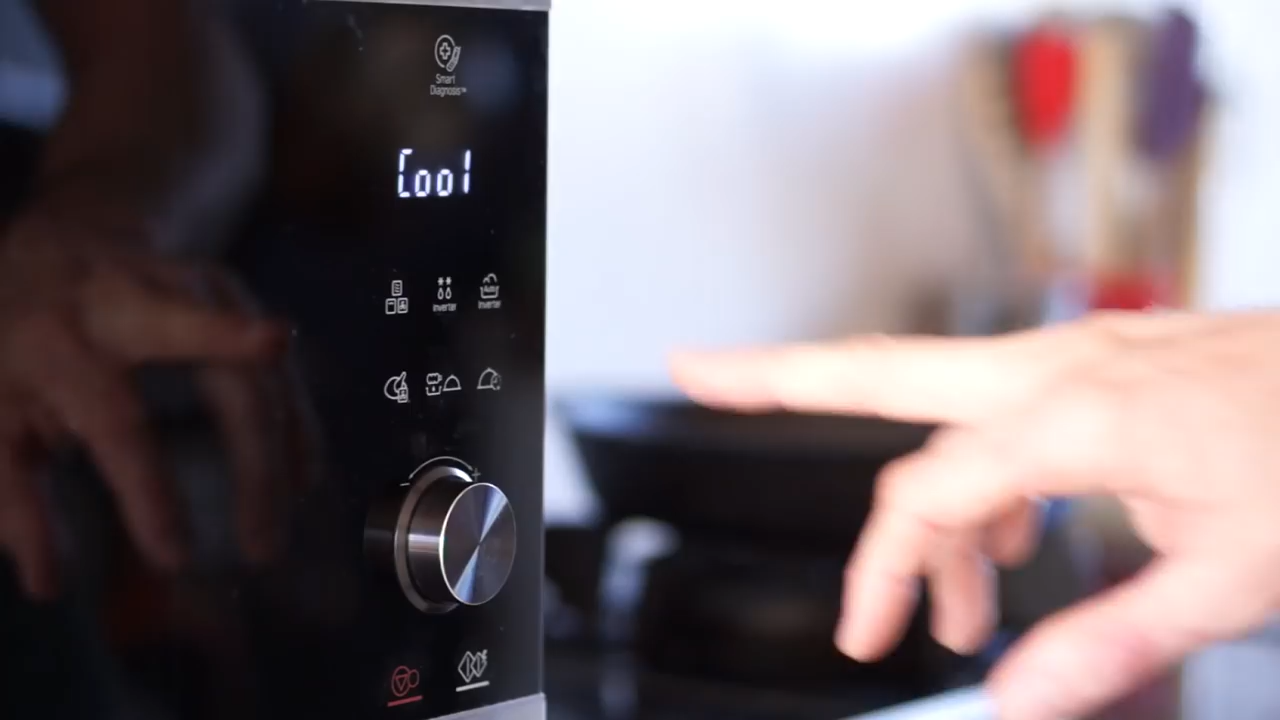 Smart
Diagnosis™
Cool
Inverter
Inverter